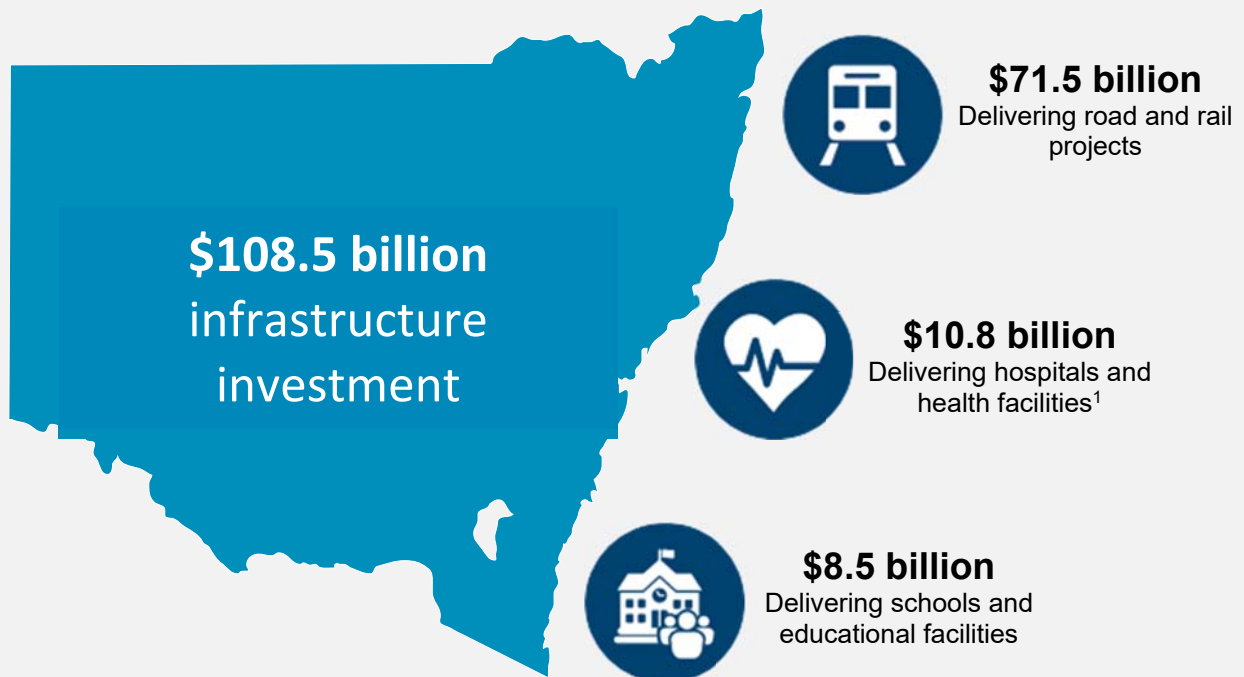 $108.5 billion
infrastructure
investment
$71.5 billion
Delivering road and rail
projects
$10.8 billion
Delivering hospitals and
health facilities¹
$8.5 billion
Delivering schools and
educational facilities